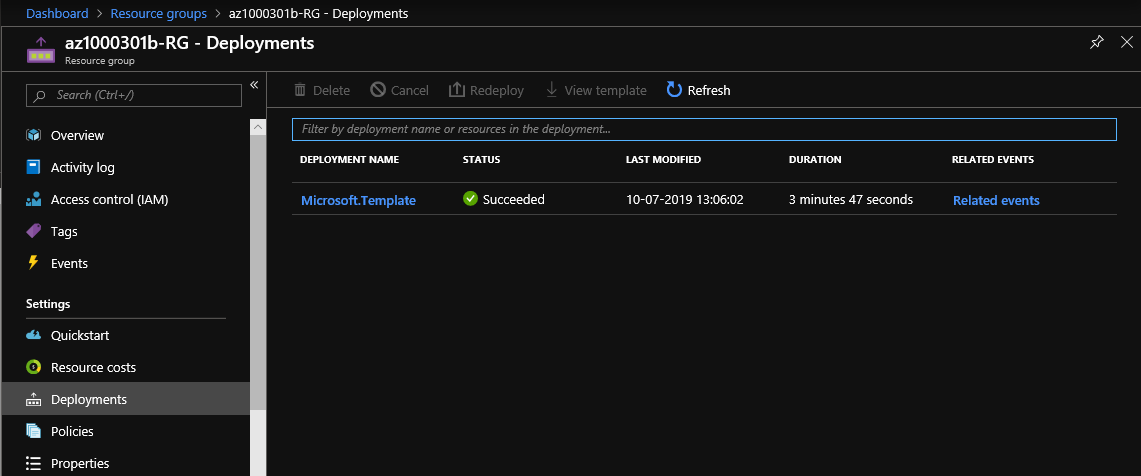 Dashboard > Resource groups > az1000301b-RG - Deployments
az1000301b-RG - Deployments
Resource group
Search (Ctrl+/)
Overview
Activity log
Access control (IAM)
Tags
Events
Settings
Quickstart
Resource costs
Deployments
Policies
Properties
Delete Cancel Redeploy View template Refresh
Filter by deployment name or resources in the deployment...
DEPLOYMENT NAME STATUS LAST MODIFIED DURATION RELATED EVENTS
Microsoft.Template Succeeded 10-07-2019 13:06:02 3 minutes 47 seconds Related events